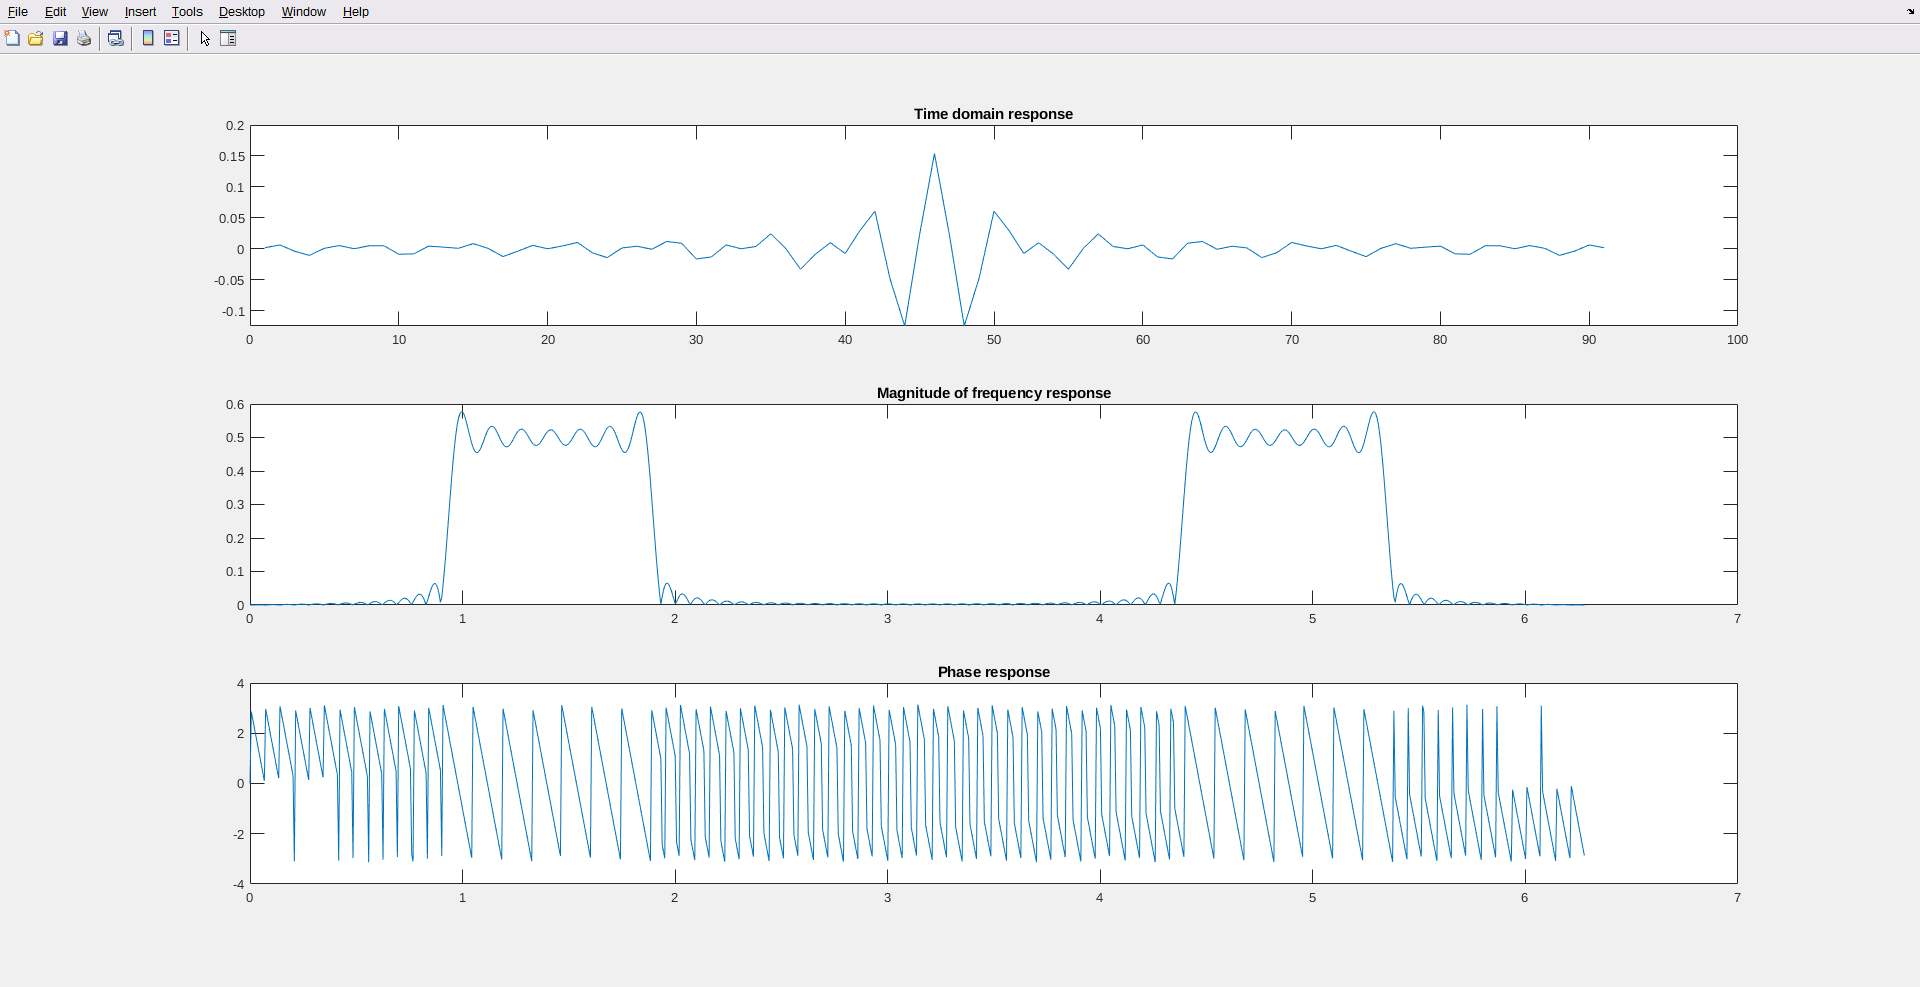 File Edit View Insert Tools Desktop Window Help
Time domain response
0.2
0.15
0.1
0.05
0
-0.05
-0.1
0 10 20 30 40 50 60 70 80 90 100
Magnitude of frequency response
0.6
0.5
0.4
0.3
0.2
0.1
0
0 1 2 3 4 5 6 7
Phase response
4
2
0
-2
-4
0 1 2 3 4 5 6 7